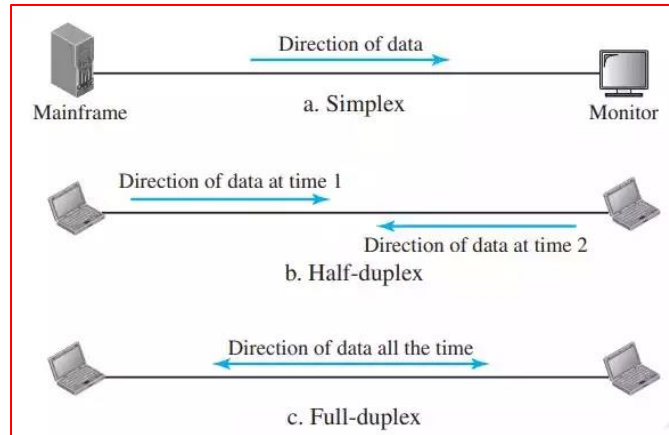 Direction of data
Mainframe
a. Simplex
Monitor
Direction of data at time 1
Direction of data at time 2
b. Half-duplex
Direction of data all the time
c. Full-duplex